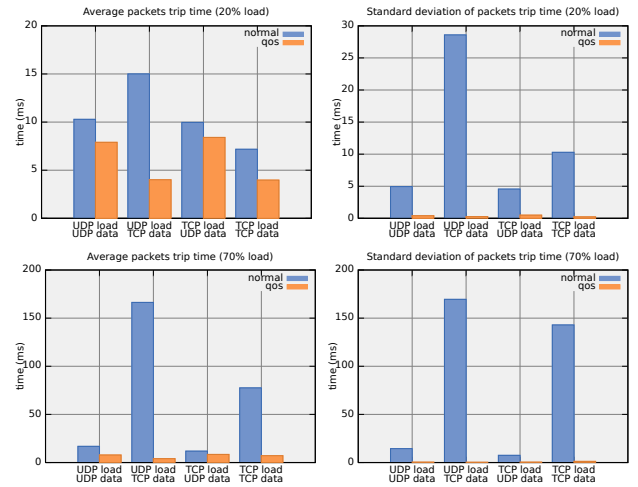 Average packets trip time (20% load)
normal
qos
time (ms)
20
15
10
5
0
UDP load UDP load TCP load TCP load
UDP data TCP data UDP data TCP data
Standard deviation of packets trip time (20% load)
normal
qos
time (ms)
30
25
20
15
10
5
0
UDP load UDP load TCP load TCP load
UDP data TCP data UDP data TCP data
Average packets trip time (70% load)
normal
qos
time (ms)
200
150
100
50
0
UDP load UDP load TCP load TCP load
UDP data TCP data UDP data TCP data
Standard deviation of packets trip time (70% load)
normal
qos
time (ms)
200
150
100
50
0
UDP load UDP load TCP load TCP load
UDP data TCP data UDP data TCP data